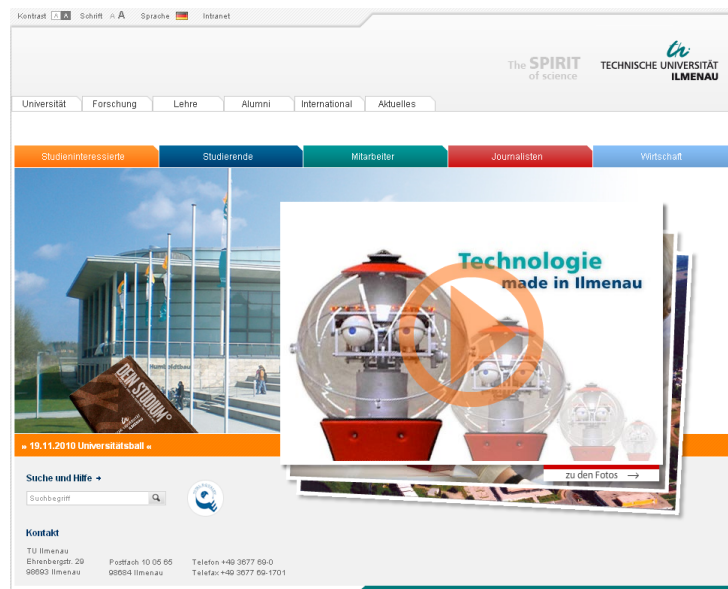 Kontrast A A Schrift A A Sprache Intranet
The SPIRIT
of science
TECHNISCHE UNIVERSITÄT
ILMENAU
Universität Forschung Lehre Alumni International Aktuelles
Studieninteressierte Studierende Mitarbeiter Journalisten Wirtschaft
Technologie
made in Ilmenau
Humboldtbau
DEIN STUDIUM
» 19.11.2010 Universitätsball «
zu den Fotos →
Suche und Hilfe →
Suchbegriff
Kontakt
TU Ilmenau
Ehrenbergstr. 29 Postfach 10 05 65 Telefon +49 3677 69-0
98693 Ilmenau 98684 Ilmenau Telefax +49 3677 69-1701